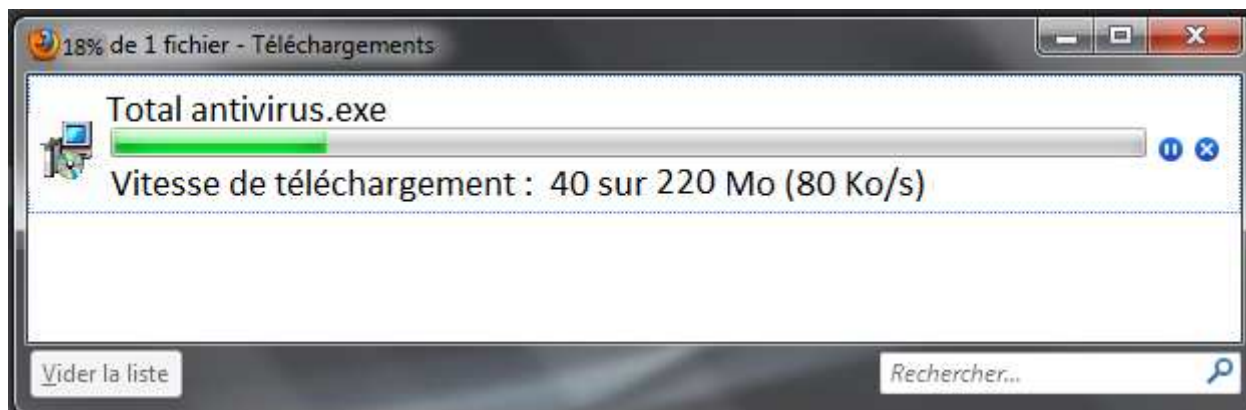 18% de 1 fichier - Téléchargements
Total antivirus.exe
Vitesse de téléchargement : 40 sur 220 Mo (80 Ko/s)
Vider la liste
Rechercher...